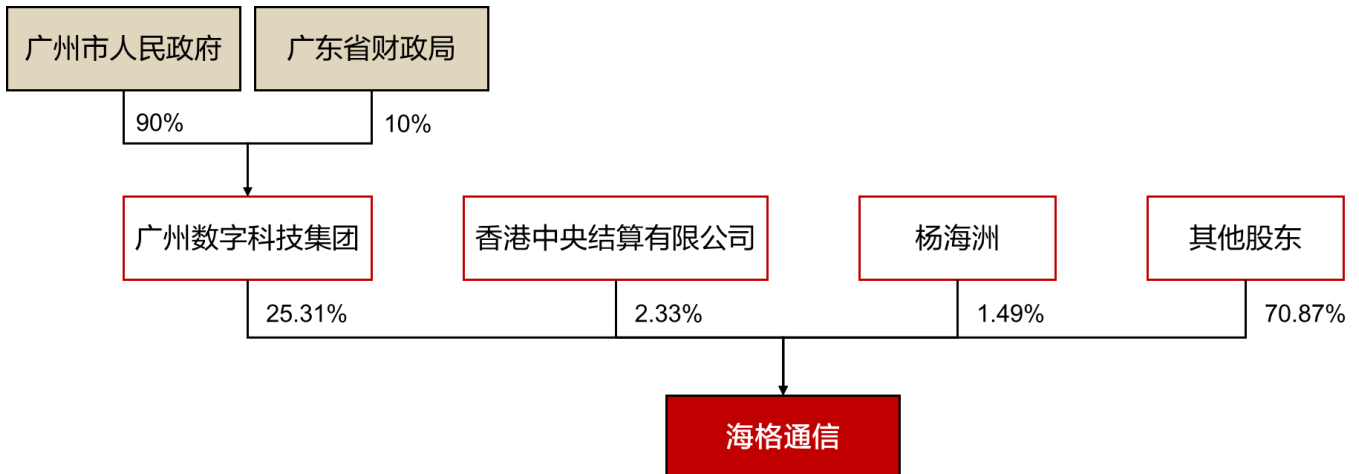 广州市人民政府
广东省财政局
90%
10%
广州数字科技集团
香港中央结算有限公司
杨海洲
其他股东
25.31%
2.33%
1.49%
70.87%
海格通信